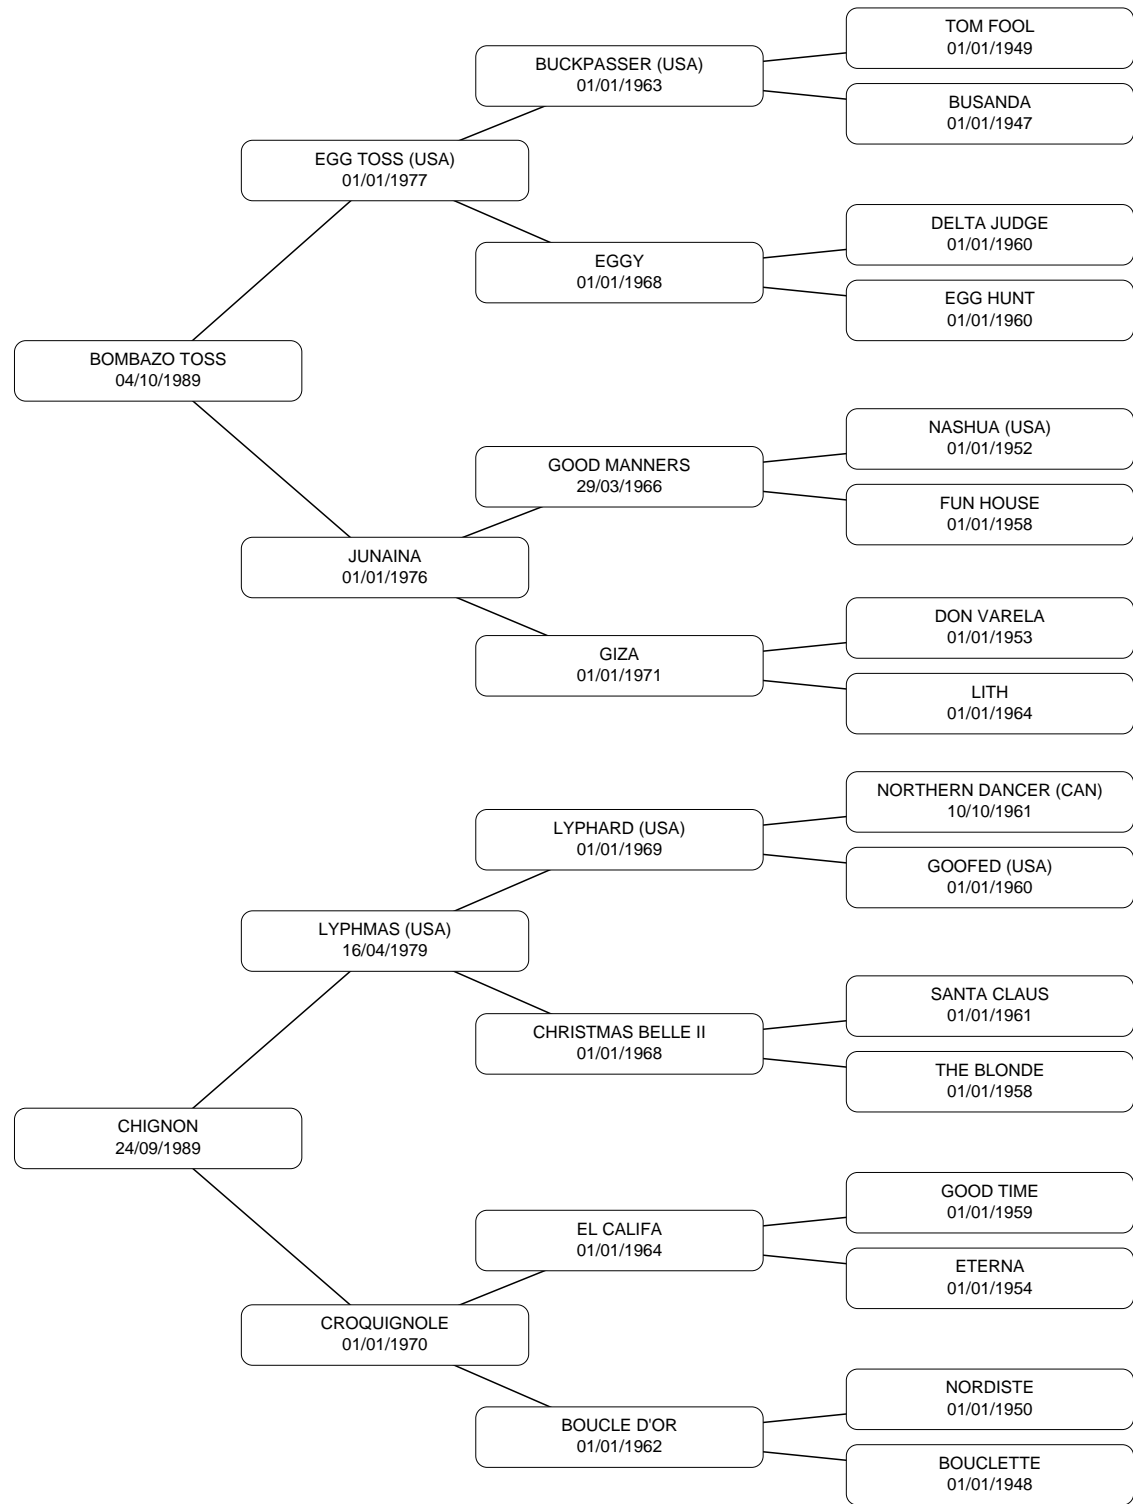 TOM FOOL
01/01/1949
BUCKPASSER (USA)
01/01/1963
BUSANDA
01/01/1947
EGG TOSS (USA)
01/01/1977
DELTA JUDGE
01/01/1960
EGGY
01/01/1968
EGG HUNT
01/01/1960
BOMBAZO TOSS
04/10/1989
NASHUA (USA)
01/01/1952
GOOD MANNERS
29/03/1966
FUN HOUSE
01/01/1958
JUNAINA
01/01/1976
DON VARELA
01/01/1953
GIZA
01/01/1971
LITH
01/01/1964
NORTHERN DANCER (CAN)
10/10/1961
LYPHARD (USA)
01/01/1969
GOOFED (USA)
01/01/1960
LYPHMAS (USA)
16/04/1979
SANTA CLAUS
01/01/1961
CHRISTMAS BELLE II
01/01/1968
THE BLONDE
01/01/1958
CHIGNON
24/09/1989
GOOD TIME
01/01/1959
EL CALIFA
01/01/1964
ETERNA
01/01/1954
CROQUIGNOLE
01/01/1970
NORDISTE
01/01/1950
BOUCLE D'OR
01/01/1962
BOUCLETTE
01/01/1948